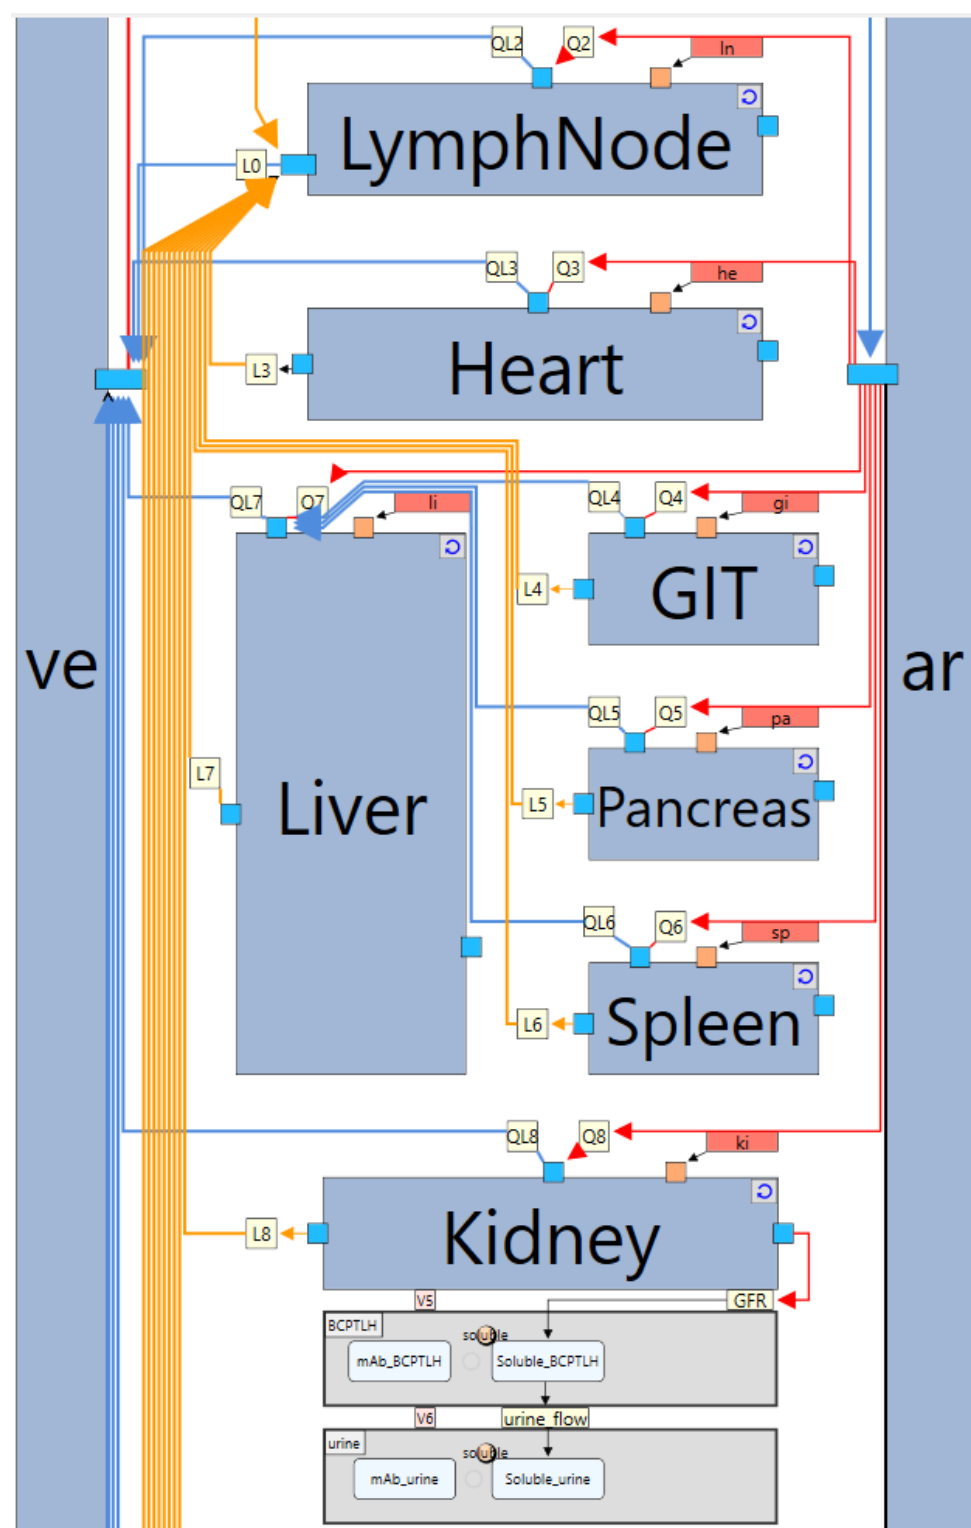 QL2
Q2
ln
LymphNode
L0
QL3
Q3
he
Heart
L3
QL7
Q7
li
QL4
Q4
gi
GIT
L4
ve
ar
QL5
Q5
pa
L7
Liver
L5
Pancreas
QL6
Q6
sp
L6
Spleen
QL8
Q8
ki
L8
Kidney
V5
GFR
BCPTLH
soluble
mAb_BCPTLH
Soluble_BCPTLH
V6
urine_flow
urine
soluble
mAb_urine
Soluble_urine